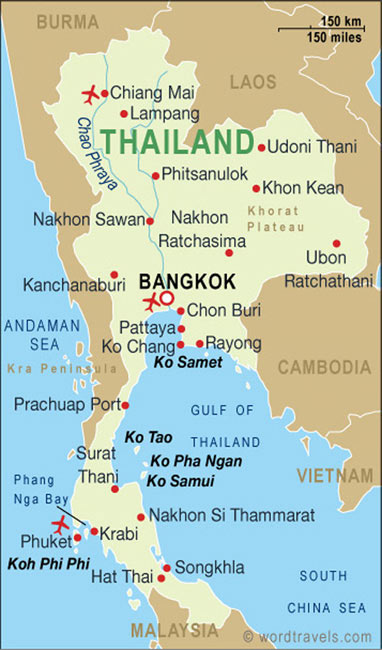 BURMA
150 km
150 miles
LAOS
Chiang Mai
Lampang
Chao Phraya
THAILAND
Udoni Thani
Phitsanulok
Khon Kean
Nakhon Sawan
Nakhon
Ratchasima
Khorat
Plateau
Ubon
Ratchathani
Kanchanaburi
BANGKOK
Chon Buri
ANDAMAN
SEA
Pattaya
Ko Chang
Rayong
Ko Samet
CAMBODIA
Kra Peninsula
Prachuap Port
GULF OF
THAILAND
Ko Tao
Surat
Thani
Ko Pha Ngan
Ko Samui
VIETNAM
Phang
Nga Bay
Nakhon Si Thammarat
Phuket
Krabi
Koh Phi Phi
Hat Thai
Songkhla
SOUTH
CHINA SEA
MALAYSIA
© wordtravels.com